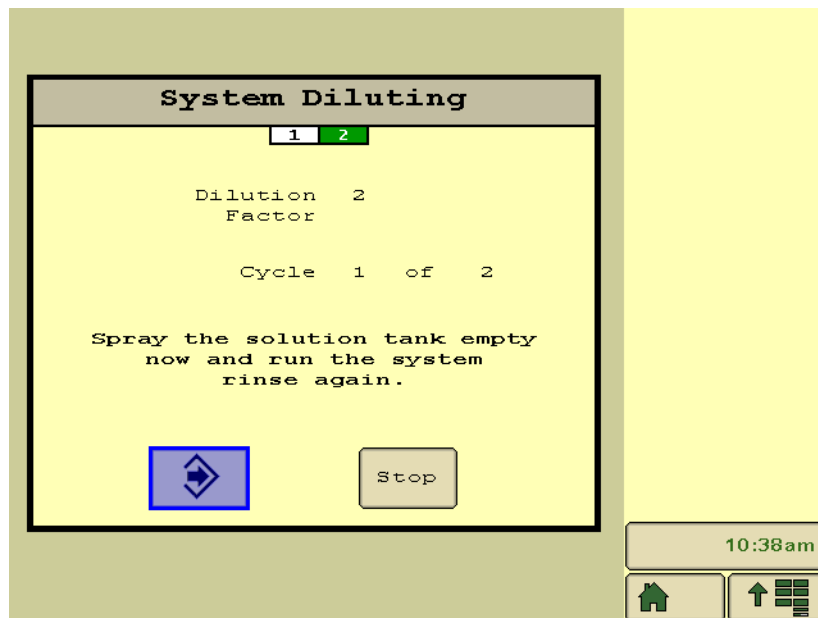 System Diluting
1 2
Dilution 2
Factor
Cycle 1 of 2
Spray the solution tank empty
now and run the system
rinse again.
Stop
10:38am